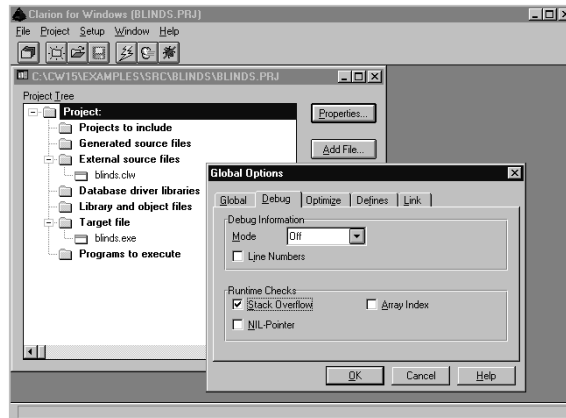 Clarion for Windows (BLINDS.PRJ)
File Project Setup Window Help
C:\CW15\EXAMPLES\SRC\BLINDS\BLINDS.PRJ
Project Tree
Project:
Properties...
Projects to include
Generated source files
Add File...
External source files
blinds.clw
Database driver libraries
Library and object files
Target file
blinds.exe
Programs to execute
Global Options
Global Debug Optimize Defines Link
Debug Information
Mode Off
Line Numbers
Runtime Checks
Stack Overflow Array Index
NIL-Pointer
OK Cancel Help